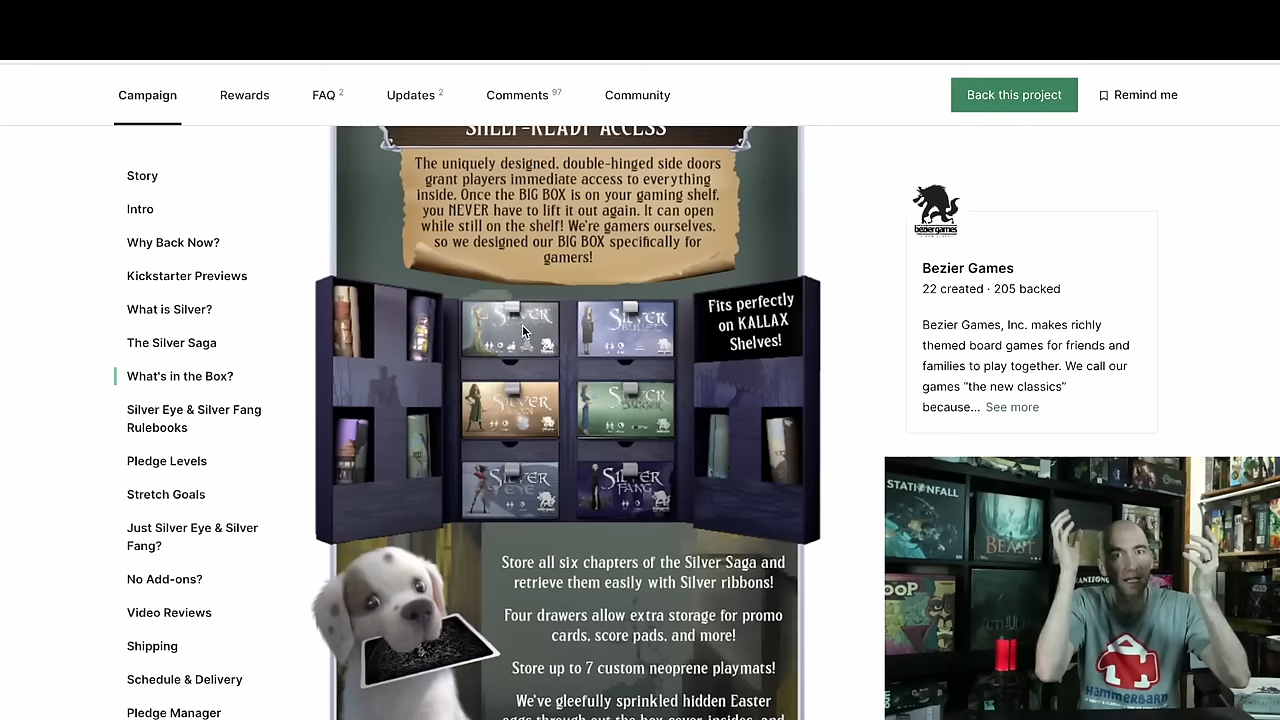 Campaign
Rewards
FAQ 2
Updates 2
Comments 97
Community
Back this project
Remind me
Story
Intro
Why Back Now?
Kickstarter Previews
What is Silver?
The Silver Saga
What's in the Box?
Silver Eye & Silver Fang
Rulebooks
Pledge Levels
Stretch Goals
Just Silver Eye & Silver
Fang?
No Add-ons?
Video Reviews
Shipping
Schedule & Delivery
Pledge Manager
SHELF-READY ACCESS
The uniquely designed, double-hinged side doors
grant players immediate access to everything
inside. Once the BIG BOX is on your gaming shelf,
you NEVER have to lift it out again. It can open
while still on the shelf! We're gamers ourselves,
so we designed our BIG BOX specifically for
gamers!
SILVER
SILVER
BULLET
SILVER
SILVER
DAGGER
SILVER
EYE
SILVER
FANG
Fits perfectly
on KALLAX
Shelves!
Store all six chapters of the Silver Saga and
retrieve them easily with Silver ribbons!
Four drawers allow extra storage for promo
cards, score pads, and more!
Store up to 7 custom neoprene playmats!
We've gleefully sprinkled hidden Easter
eggs through out the box cover, insides, and
bezier games
Bezier Games
22 created · 205 backed
Bezier Games, Inc. makes richly
themed board games for friends and
families to play together. We call our
games “the new classics”
because... See more
STATIONFALL
BEAST
HAMMERBARN